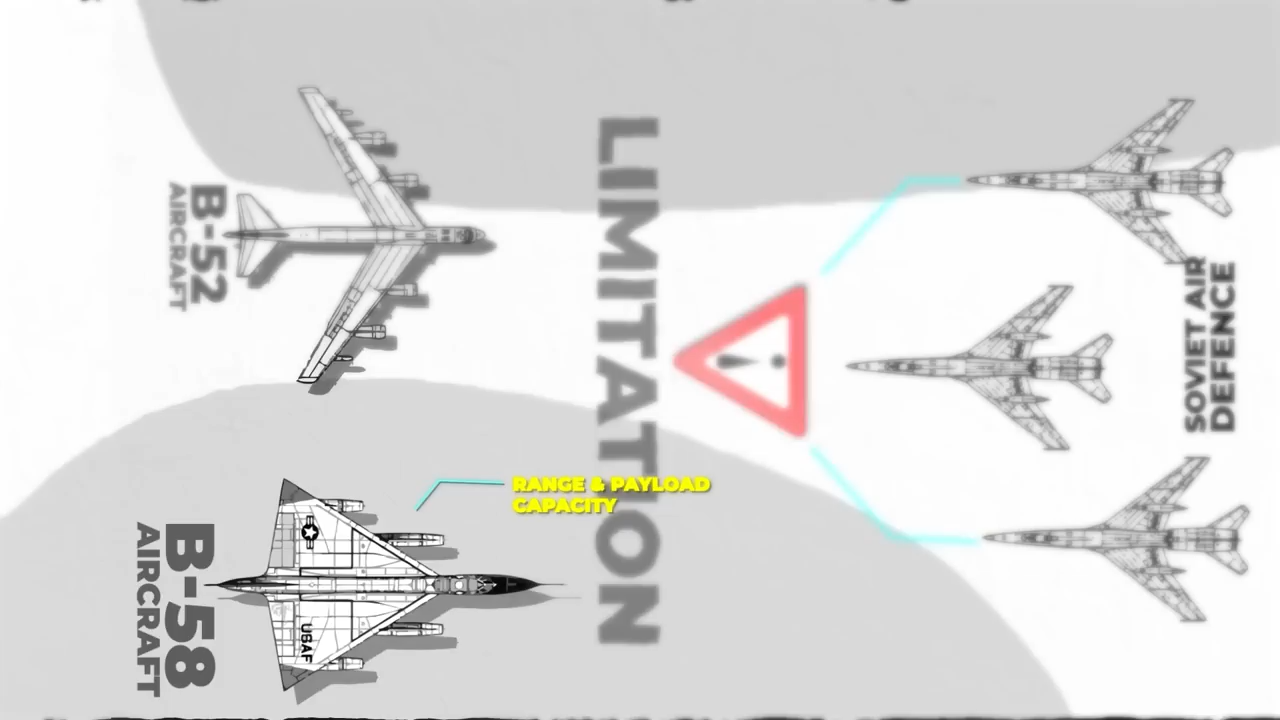 B-52
AIRCRAFT
LIMITATION
SOVIET AIR
DEFENCE
RANGE & PAYLOAD
CAPACITY
B-58
AIRCRAFT
USAF